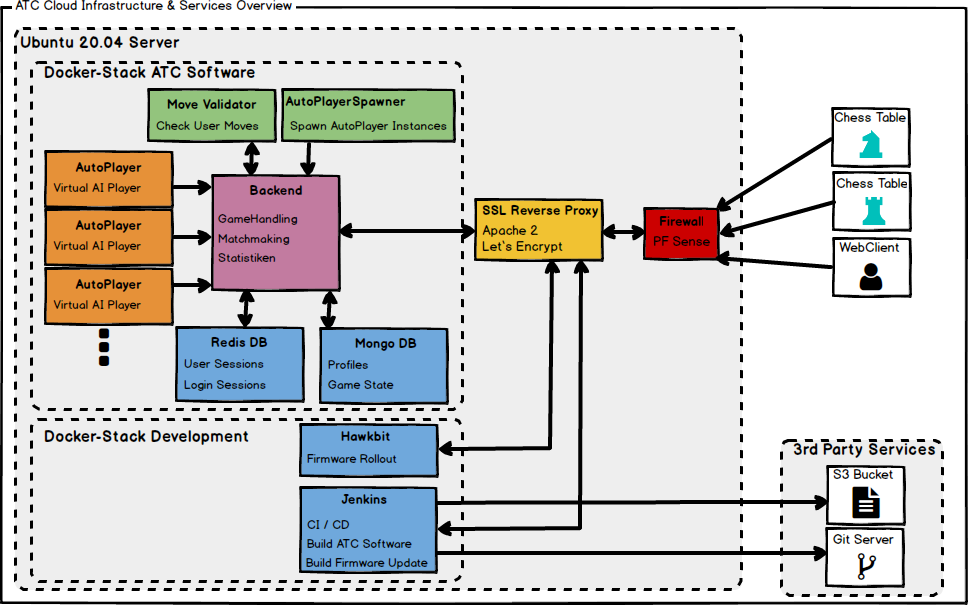 ATC Cloud Infrastructure & Services Overview
Ubuntu 20.04 Server
Docker-Stack ATC Software
Move Validator
Check User Moves
AutoPlayerSpawner
Spawn AutoPlayer Instances
AutoPlayer
Virtual AI Player
AutoPlayer
Virtual AI Player
AutoPlayer
Virtual AI Player
Backend
GameHandling
Matchmaking
Statistiken
Redis DB
User Sessions
Login Sessions
Mongo DB
Profiles
Game State
SSL Reverse Proxy
Apache 2
Let`s Encrypt
Firewall
PF Sense
Chess Table
Chess Table
WebClient
Docker-Stack Development
Hawkbit
Firmware Rollout
Jenkins
CI / CD
Build ATC Software
Build Firmware Update
3rd Party Services
S3 Bucket
Git Server